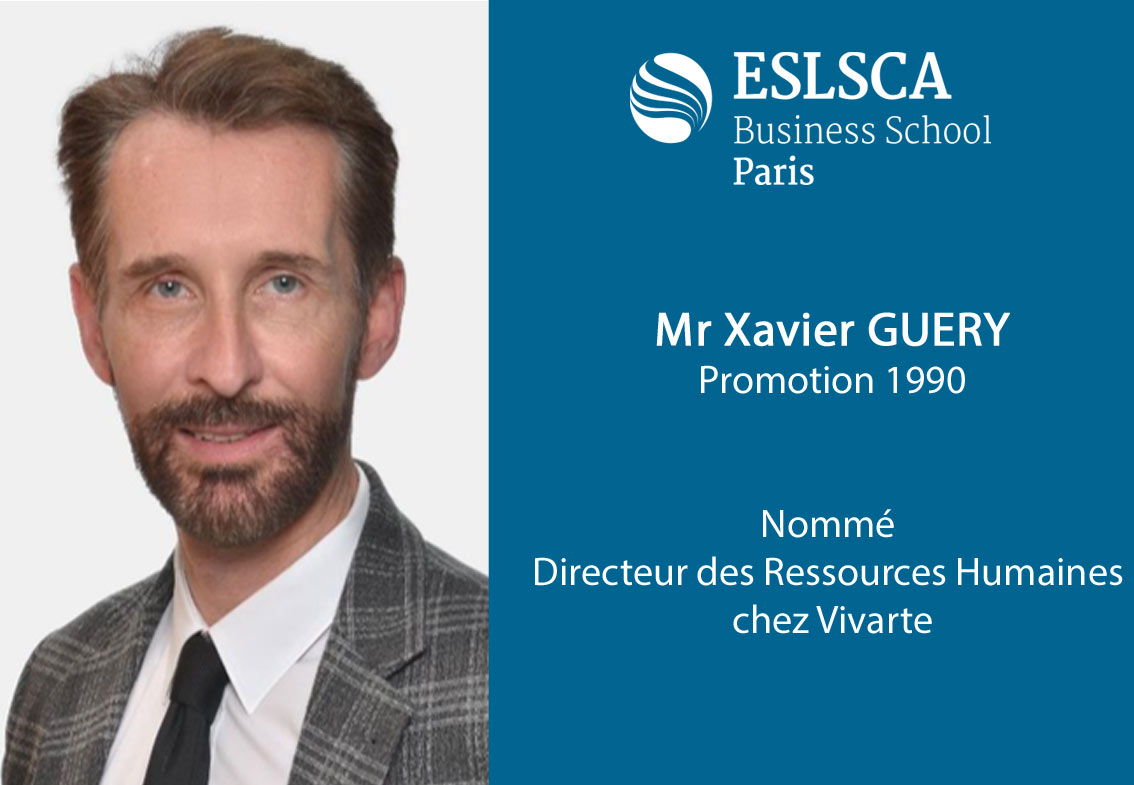 ESLSCA
Business School
Paris
Mr Xavier GUERY
Promotion 1990
Nommé
Directeur des Ressources Humaines
chez Vivarte